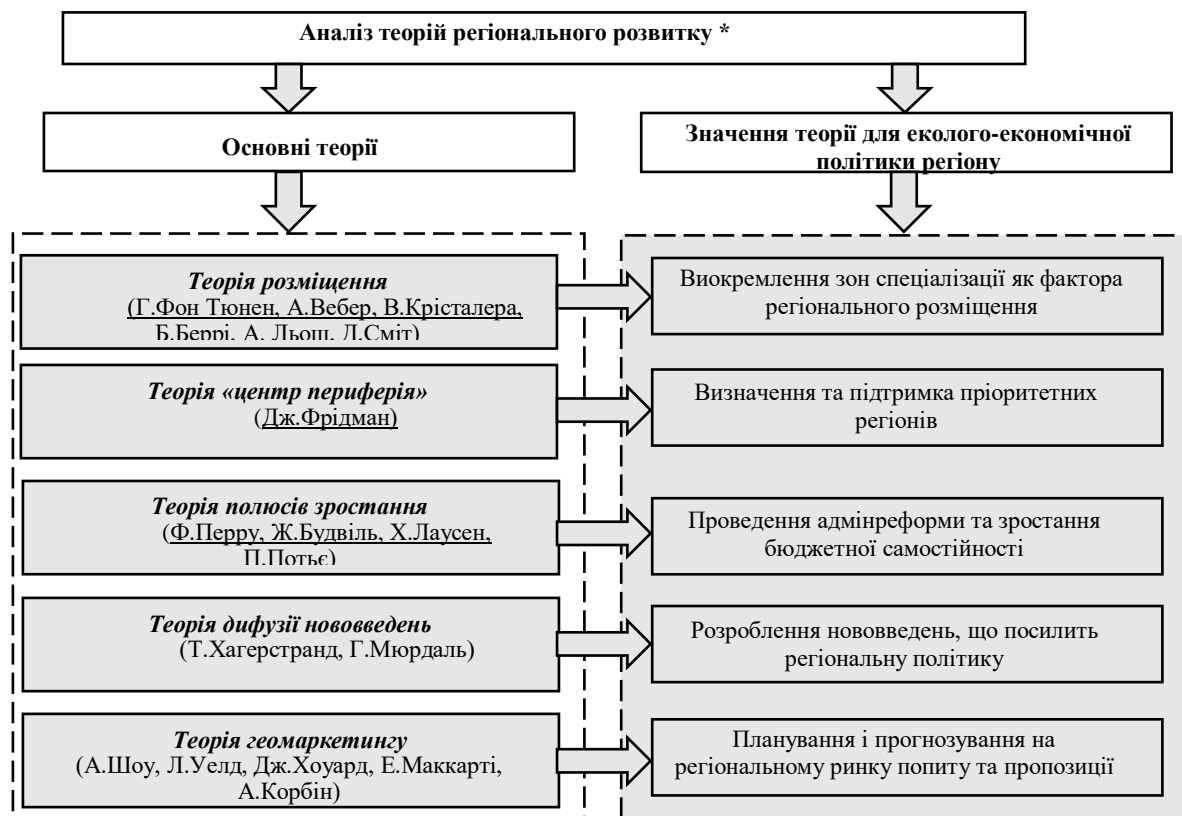 Аналіз теорій регіонального розвитку *
Основні теорії
Значення теорії для еколого-економічної
політики регіону
Теорія розміщення
(Г.Фон Тюнен, А.Вебер, В.Крісталера,
Б.Беррі, А. Льош, Д.Сміт)
Виокремлення зон спеціалізації як фактора
регіонального розміщення
Теорія «центр периферія»
(Дж.Фрідман)
Визначення та підтримка пріоритетних
регіонів
Теорія полюсів зростання
(Ф.Перру, Ж.Будвіль, Х.Лаусен,
П.Потьє)
Проведення адмінреформи та зростання
бюджетної самостійності
Теорія дифузії нововведень
(Т.Хагерстранд, Г.Мюрдаль)
Розроблення нововведень, що посилить
регіональну політику
Теорія геомаркетингу
(А.Шоу, Л.Уелд, Дж.Хоуард, Е.Маккарті,
А.Корбін)
Планування і прогнозування на
регіональному ринку попиту та пропозиції